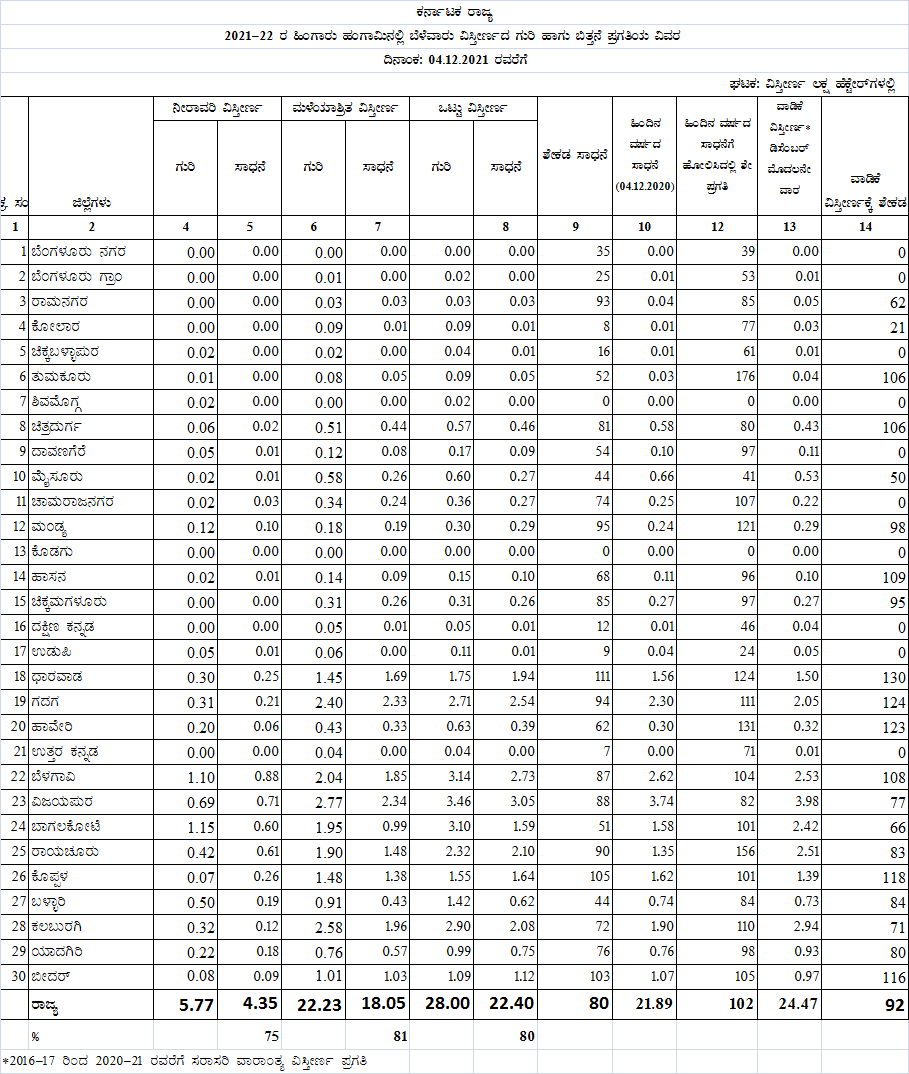 ಕರ್ನಾಟಕ ರಾಜ್ಯ
2021–22 ರ ಹಿಂಗಾರು ಹಂಗಾಮಿನಲ್ಲಿ ಬೆಳೆವಾರು ವಿಸ್ತೀರ್ಣದ ಗುರಿ ಹಾಗು ಬಿತ್ತನೆ ಪ್ರಗತಿಯ ವಿವರ
ದಿನಾಂಕ: 04.12.2021 ರವರೆಗೆ
ಘಟಕ: ವಿಸ್ತೀರ್ಣ ಲಕ್ಷ ಹೆಕ್ಟೇರ್‌ಗಳಲ್ಲಿ
ಕ್ರ. ಸಂ ಜಿಲ್ಲೆಗಳು ನೀರಾವರಿ ವಿಸ್ತೀರ್ಣ ಮಳೆಯಾಶ್ರಿತ ವಿಸ್ತೀರ್ಣ ಒಟ್ಟು ವಿಸ್ತೀರ್ಣ ಶೇಕಡ ಸಾಧನೆ ಹಿಂದಿನ ವರ್ಷದ ಸಾಧನೆ (04.12.2020) ಹಿಂದಿನ ವರ್ಷದ ಸಾಧನೆಗೆ ಹೋಲಿಸಿದಲ್ಲಿ ಶೇ ಪ್ರಗತಿ ವಾಡಿಕೆ ವಿಸ್ತೀರ್ಣ* ಡಿಸೆಂಬರ್ ಮೊದಲನೇ ವಾರ ವಾಡಿಕೆ ವಿಸ್ತೀರ್ಣಕ್ಕೆ ಶೇಕಡ
ಗುರಿ ಸಾಧನೆ ಗುರಿ ಸಾಧನೆ ಗುರಿ ಸಾಧನೆ
1 2 4 5 6 7 8 9 10 12 13 14
1 ಬೆಂಗಳೂರು ನಗರ 0.00 0.00 0.00 0.00 0.00 0.00 35 0.00 39 0.00 0
2 ಬೆಂಗಳೂರು ಗ್ರಾಂ 0.00 0.00 0.01 0.00 0.02 0.00 25 0.01 53 0.01 0
3 ರಾಮನಗರ 0.00 0.00 0.03 0.03 0.03 0.03 93 0.04 85 0.05 62
4 ಕೋಲಾರ 0.00 0.00 0.09 0.01 0.09 0.01 8 0.01 77 0.03 21
5 ಚಿಕ್ಕಬಳ್ಳಾಪುರ 0.02 0.00 0.02 0.00 0.04 0.01 16 0.01 61 0.01 0
6 ತುಮಕೂರು 0.01 0.00 0.08 0.05 0.09 0.05 52 0.03 176 0.04 106
7 ಶಿವಮೊಗ್ಗ 0.02 0.00 0.00 0.00 0.02 0.00 0 0.00 0 0.00 0
8 ಚಿತ್ರದುರ್ಗ 0.06 0.02 0.51 0.44 0.57 0.46 81 0.58 80 0.43 106
9 ದಾವಣಗೆರೆ 0.05 0.01 0.12 0.08 0.17 0.09 54 0.10 97 0.11 0
10 ಮೈಸೂರು 0.02 0.01 0.58 0.26 0.60 0.27 44 0.66 41 0.53 50
11 ಚಾಮರಾಜನಗರ 0.02 0.03 0.34 0.24 0.36 0.27 74 0.25 107 0.22 0
12 ಮಂಡ್ಯ 0.12 0.10 0.18 0.19 0.30 0.29 95 0.24 121 0.29 98
13 ಕೊಡಗು 0.00 0.00 0.00 0.00 0.00 0.00 0 0.00 0 0.00 0
14 ಹಾಸನ 0.02 0.01 0.14 0.09 0.15 0.10 68 0.11 96 0.10 109
15 ಚಿಕ್ಕಮಗಳೂರು 0.00 0.00 0.31 0.26 0.31 0.26 85 0.27 97 0.27 95
16 ದಕ್ಷಿಣ ಕನ್ನಡ 0.00 0.00 0.05 0.01 0.05 0.01 12 0.01 46 0.04 0
17 ಉಡುಪಿ 0.05 0.01 0.06 0.00 0.11 0.01 9 0.04 24 0.05 0
18 ಧಾರವಾಡ 0.30 0.25 1.45 1.69 1.75 1.94 111 1.56 124 1.50 130
19 ಗದಗ 0.31 0.21 2.40 2.33 2.71 2.54 94 2.30 111 2.05 124
20 ಹಾವೇರಿ 0.20 0.06 0.43 0.33 0.63 0.39 62 0.30 131 0.32 123
21 ಉತ್ತರ ಕನ್ನಡ 0.00 0.00 0.04 0.00 0.04 0.00 7 0.00 71 0.01 0
22 ಬೆಳಗಾವಿ 1.10 0.88 2.04 1.85 3.14 2.73 87 2.62 104 2.53 108
23 ವಿಜಯಪುರ 0.69 0.71 2.77 2.34 3.46 3.05 88 3.74 82 3.98 77
24 ಬಾಗಲಕೋಟೆ 1.15 0.60 1.95 0.99 3.10 1.59 51 1.58 101 2.42 66
25 ರಾಯಚೂರು 0.42 0.61 1.90 1.48 2.32 2.10 90 1.35 156 2.51 83
26 ಕೊಪ್ಪಳ 0.07 0.26 1.48 1.38 1.55 1.64 105 1.62 101 1.39 118
27 ಬಳ್ಳಾರಿ 0.50 0.19 0.91 0.43 1.42 0.62 44 0.74 84 0.73 84
28 ಕಲಬುರಗಿ 0.32 0.12 2.58 1.96 2.90 2.08 72 1.90 110 2.94 71
29 ಯಾದಗಿರಿ 0.22 0.18 0.76 0.57 0.99 0.75 76 0.76 98 0.93 80
30 ಬೀದರ್ 0.08 0.09 1.01 1.03 1.09 1.12 103 1.07 105 0.97 116
ರಾಜ್ಯ 5.77 4.35 22.23 18.05 28.00 22.40 80 21.89 102 24.47 92
% 75 81 80
*2016–17 ರಿಂದ 2020–21 ರವರೆಗೆ ಸರಾಸರಿ ವಾರಾಂತ್ಯ ವಿಸ್ತೀರ್ಣ ಪ್ರಗತಿ